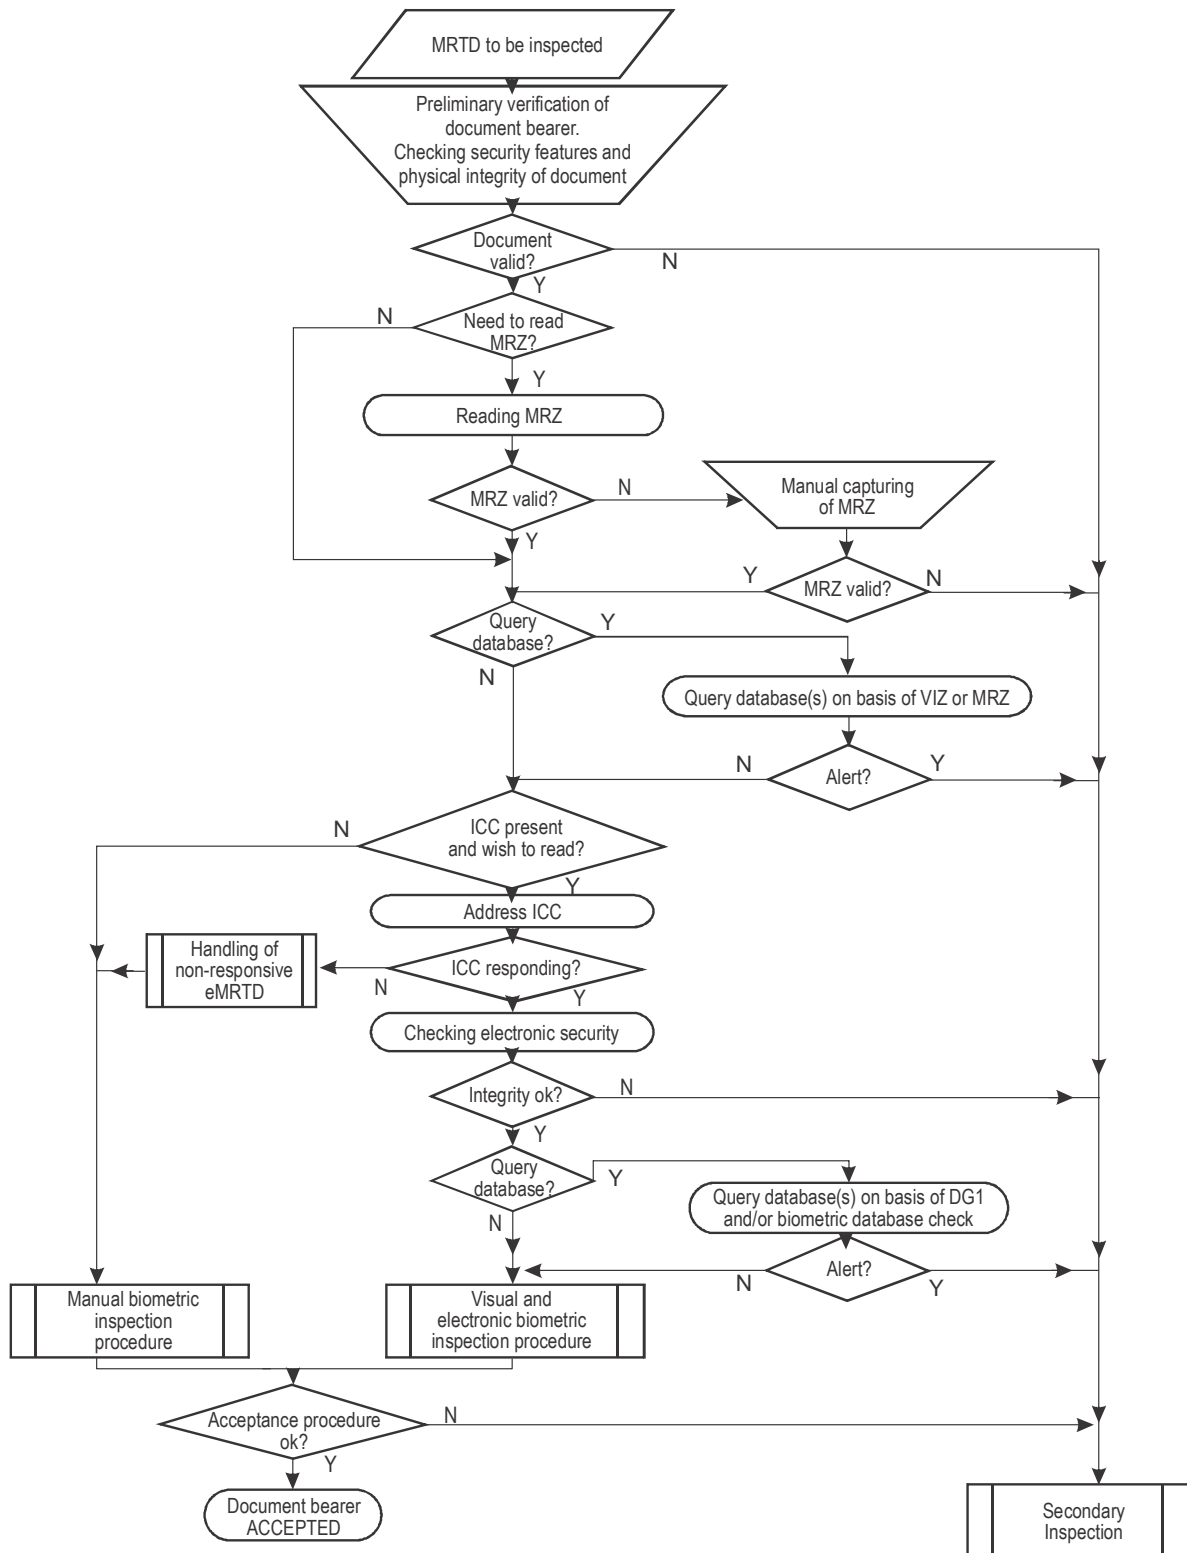 MRTD to be inspected
Preliminary verification of
document bearer.
Checking security features and
physical integrity of document
Document
valid?
N
Y
N
Need to read
MRZ?
Y
Reading MRZ
MRZ valid?
N
Manual capturing
of MRZ
Y
Y
MRZ valid?
N
Query
database?
Y
N
Query database(s) on basis of VIZ or MRZ
N
Alert?
Y
N
ICC present
and wish to read?
Y
Address ICC
Handling of
non-responsive
eMRTD
N
ICC responding?
Y
Checking electronic security
Integrity ok?
N
Y
Query
database?
Y
N
Query database(s) on basis of DG1
and/or biometric database check
N
Alert?
Y
Manual biometric
inspection
procedure
Visual and
electronic biometric
inspection procedure
Acceptance procedure
ok?
N
Y
Document bearer
ACCEPTED
Secondary
Inspection